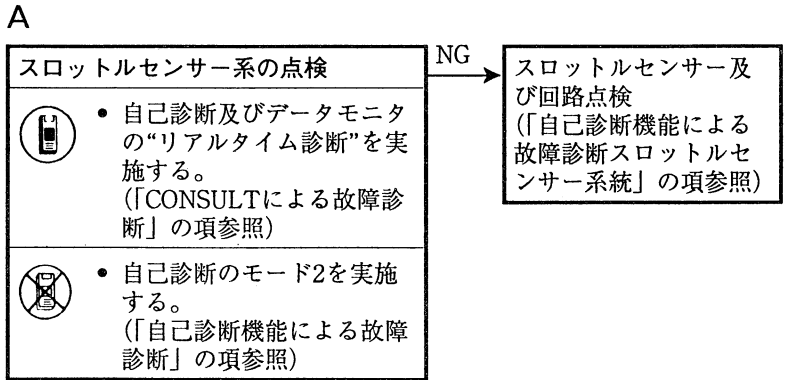 A
スロットルセンサー系の点検
● 自己診断及びデータモニタ
の“リアルタイム診断”を実
施する。
(「CONSULTによる故障診
断」の項参照)
● 自己診断のモード2を実施
する。
(「自己診断機能による故障
診断」の項参照)
NG
スロットルセンサー及
び回路点検
(「自己診断機能による
故障診断スロットルセ
ンサー系統」の項参照)